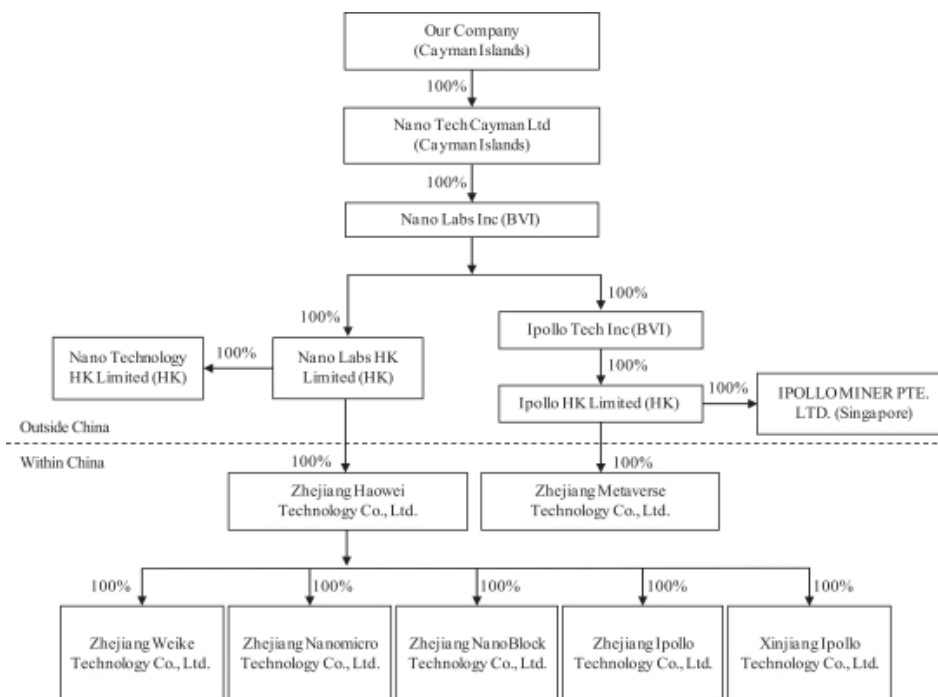 Our Company
(Cayman Islands)
100%
Nano Tech Cayman Ltd
(Cayman Islands)
100%
Nano Labs Inc (BVI)
100%
100%
Ipollo Tech Inc (BVI)
Nano Technology
HK Limited (HK)
100%
Nano Labs HK
Limited (HK)
100%
Ipollo HK Limited (HK)
100%
IPOLLO MINER PTE.
LTD. (Singapore)
Outside China
Within China
100%
100%
Zhejiang Haowei
Technology Co., Ltd.
Zhejiang Metaverse
Technology Co., Ltd.
100%
100%
100%
100%
100%
Zhejiang Weike
Technology Co., Ltd.
Zhejiang Nanomicro
Technology Co., Ltd.
Zhejiang NanoBlock
Technology Co., Ltd.
Zhejiang Ipollo
Technology Co., Ltd.
Xinjiang Ipollo
Technology Co., Ltd.